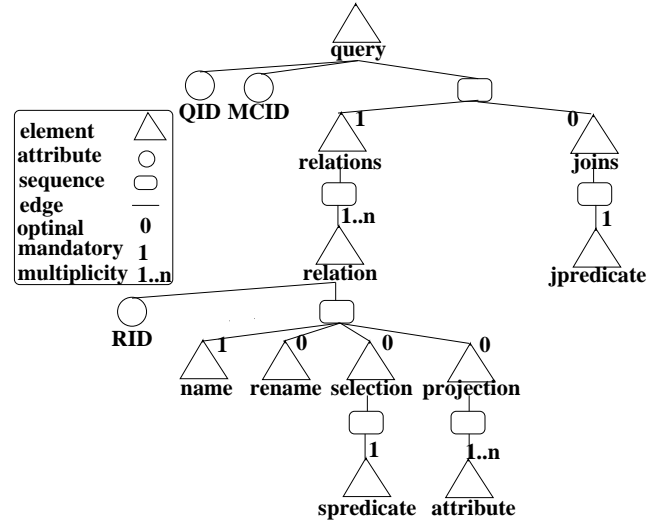 query
QID MCID
element
attribute
sequence
edge
optinal 0
mandatory 1
multiplicity 1..n
1 0
relations joins
1..n 1
relation jpredicate
RID
1 0 0 0
name rename selection projection
1 1..n
spredicate attribute